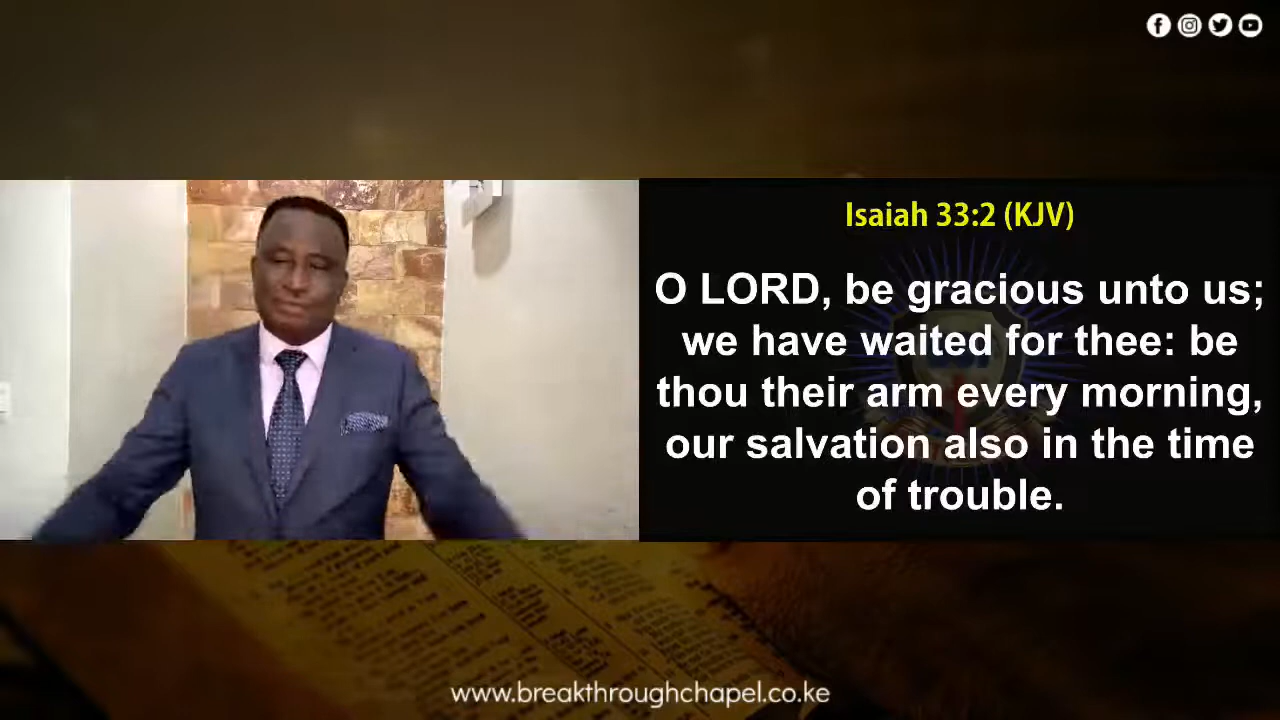 Isaiah 33:2 (KJV)
O LORD, be gracious unto us;
we have waited for thee: be
thou their arm every morning,
our salvation also in the time
of trouble.
www.breakthroughchapel.co.ke